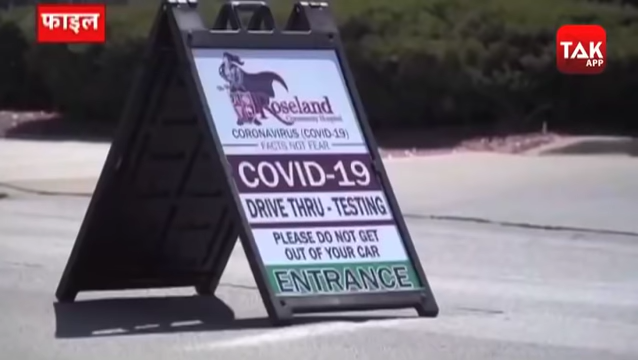 फाइल
TAK
APP
Roseland
Community Hospital
CORONAVIRUS (COVID-19)
FACTS NOT FEAR
COVID-19
DRIVE THRU - TESTING
PLEASE DO NOT GET
OUT OF YOUR CAR
ENTRANCE